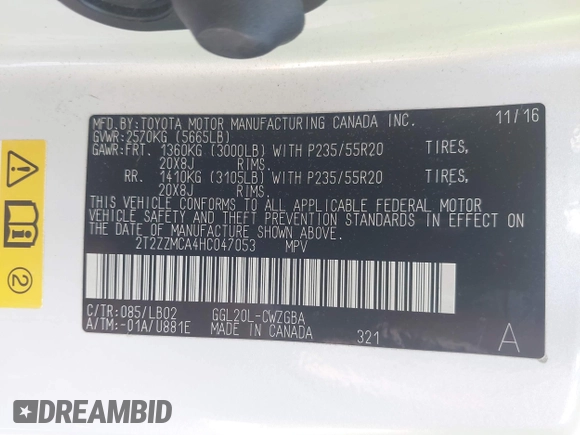 MFD.BY:TOYOTA MOTOR MANUFACTURING CANADA INC. 11/16
GVWR:2570KG (5665LB)
GAWR:FRT. 1360KG (3000LB) WITH P235/55R20 TIRES,
20X8J RIMS.
RR. 1410KG (3105LB) WITH P235/55R20 TIRES,
20X8J RIMS.
THIS VEHICLE CONFORMS TO ALL APPLICABLE FEDERAL MOTOR
VEHICLE SAFETY AND THEFT PREVENTION STANDARDS IN EFFECT ON
THE DATE OF MANUFACTURE SHOWN ABOVE.
2T2ZZMCA4HC047053 MPV
C/TR:085/LB02 GGL20L-CWZGBA
A/TM:-01A/U881E MADE IN CANADA 321 A
2
DREAMBID